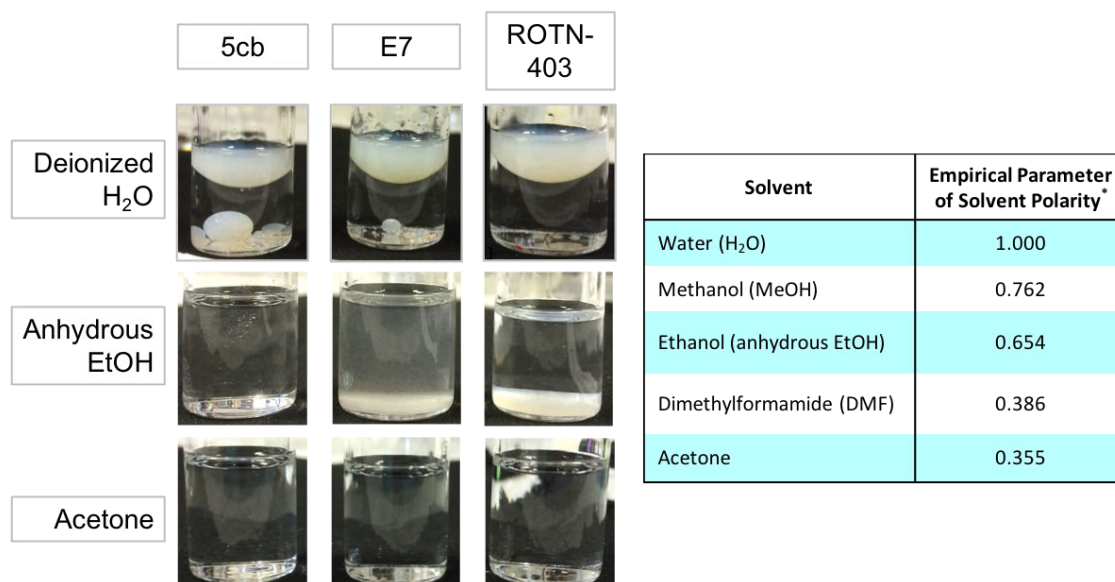 5cb
E7
ROTN-
403
Deionized
H₂O
Anhydrous
EtOH
Acetone
Solvent
Empirical Parameter
of Solvent Polarity*
Water (H₂O)
1.000
Methanol (MeOH)
0.762
Ethanol (anhydrous EtOH)
0.654
Dimethylformamide (DMF)
0.386
Acetone
0.355